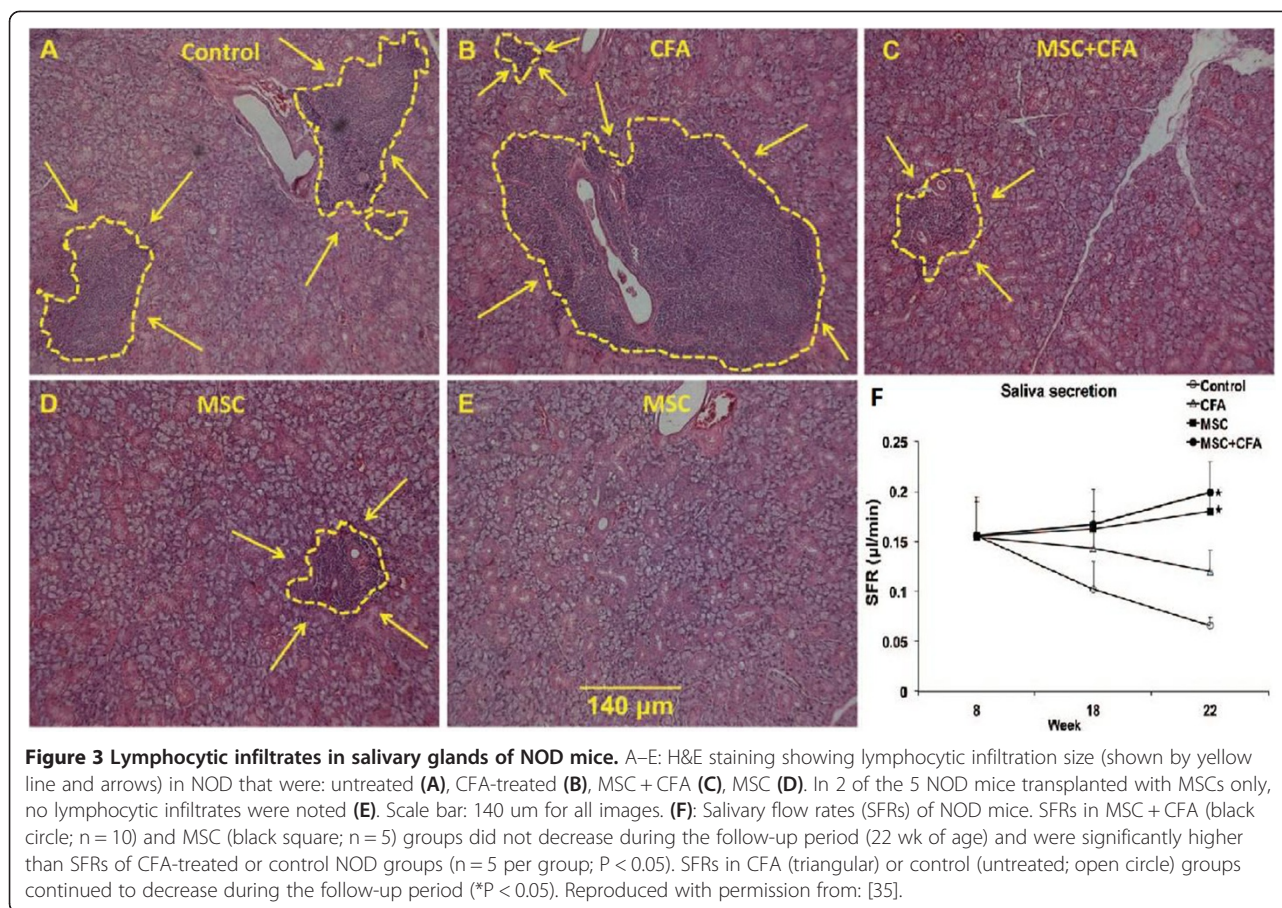 A
Control
B
CFA
C
MSC+CFA
D
MSC
E
MSC
140 µm
F
Saliva secretion
Control
CFA
MSC
MSC+CFA
SFR (µl/min)
0.25
0.2
0.15
0.1
0.05
0
*
*
8
18
22
Week
Figure 3 Lymphocytic infiltrates in salivary glands of NOD mice. A–E: H&E staining showing lymphocytic infiltration size (shown by yellow
line and arrows) in NOD that were: untreated (A), CFA-treated (B), MSC + CFA (C), MSC (D). In 2 of the 5 NOD mice transplanted with MSCs only,
no lymphocytic infiltrates were noted (E). Scale bar: 140 um for all images. (F): Salivary flow rates (SFRs) of NOD mice. SFRs in MSC + CFA (black
circle; n = 10) and MSC (black square; n = 5) groups did not decrease during the follow-up period (22 wk of age) and were significantly higher
than SFRs of CFA-treated or control NOD groups (n = 5 per group; P < 0.05). SFRs in CFA (triangular) or control (untreated; open circle) groups
continued to decrease during the follow-up period (*P < 0.05). Reproduced with permission from: [35].